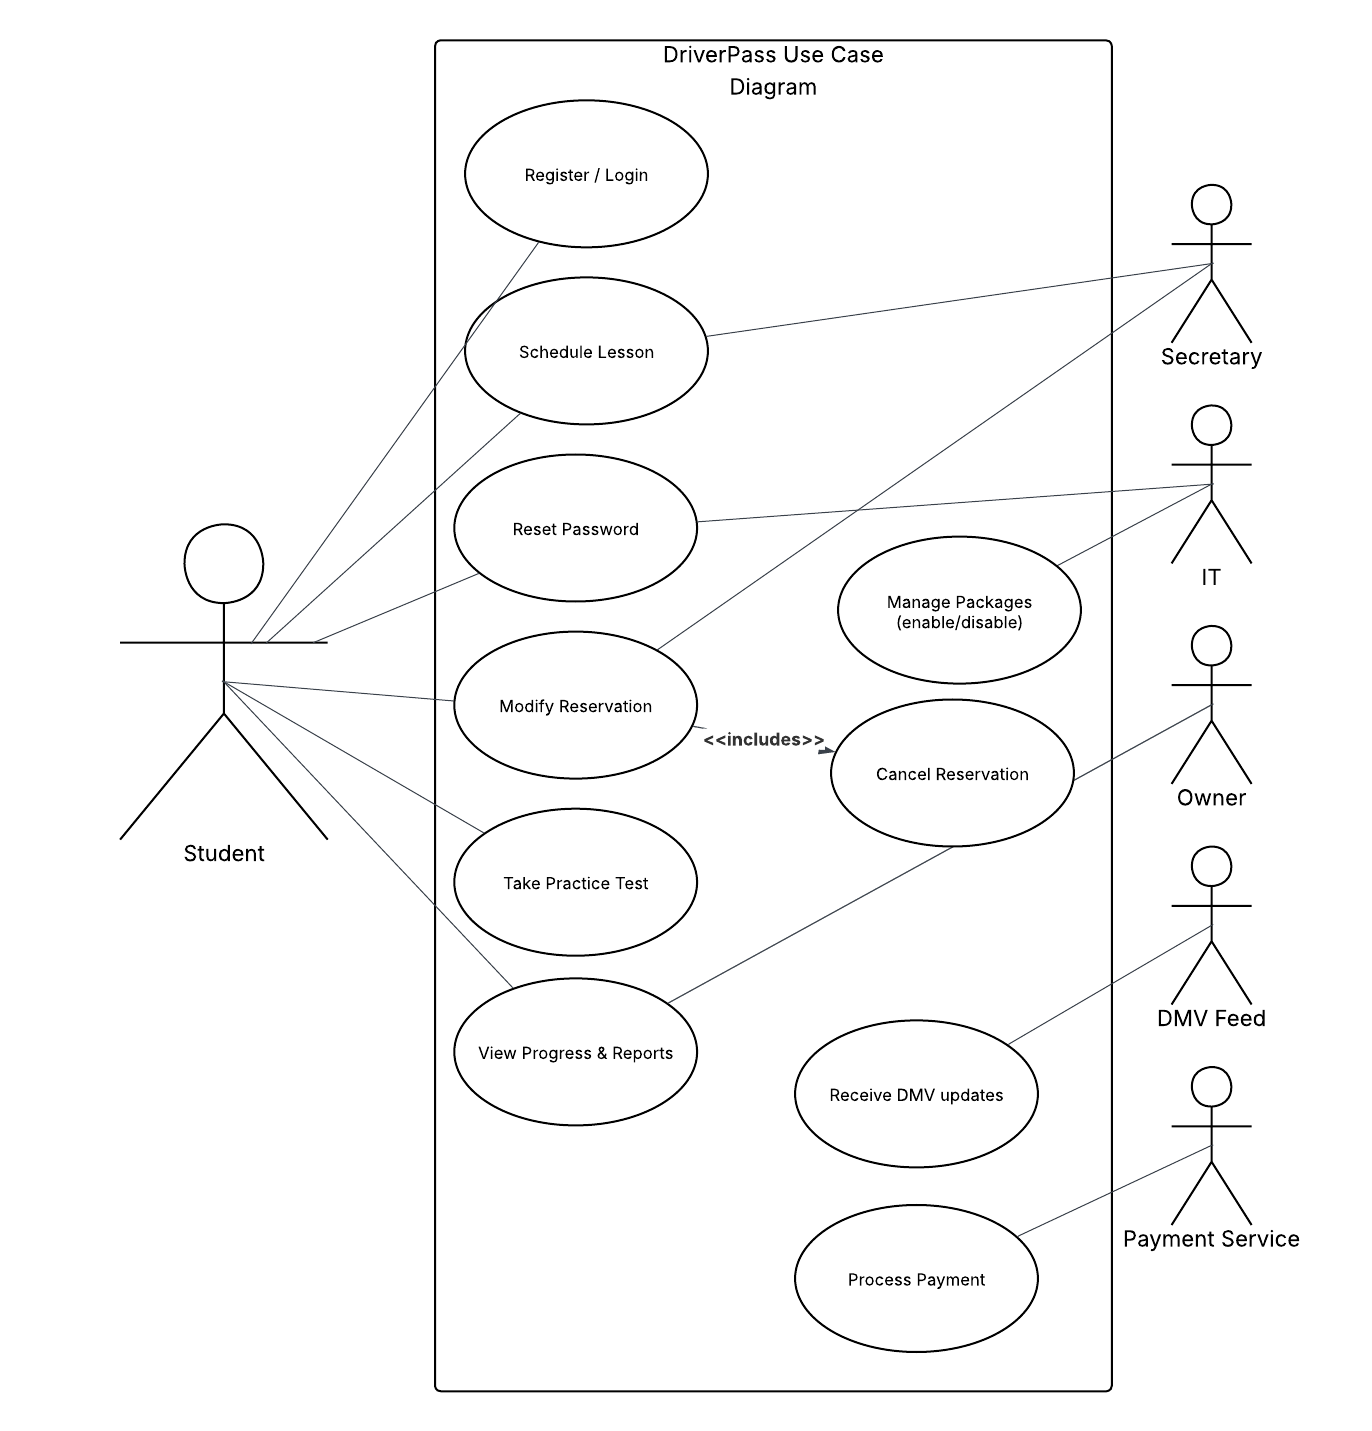 DriverPass Use Case
Diagram
Register / Login
Schedule Lesson
Secretary
Reset Password
IT
Manage Packages
(enable/disable)
Modify Reservation
<<includes>>
Cancel Reservation
Owner
Student
Take Practice Test
DMV Feed
View Progress & Reports
Receive DMV updates
Payment Service
Process Payment